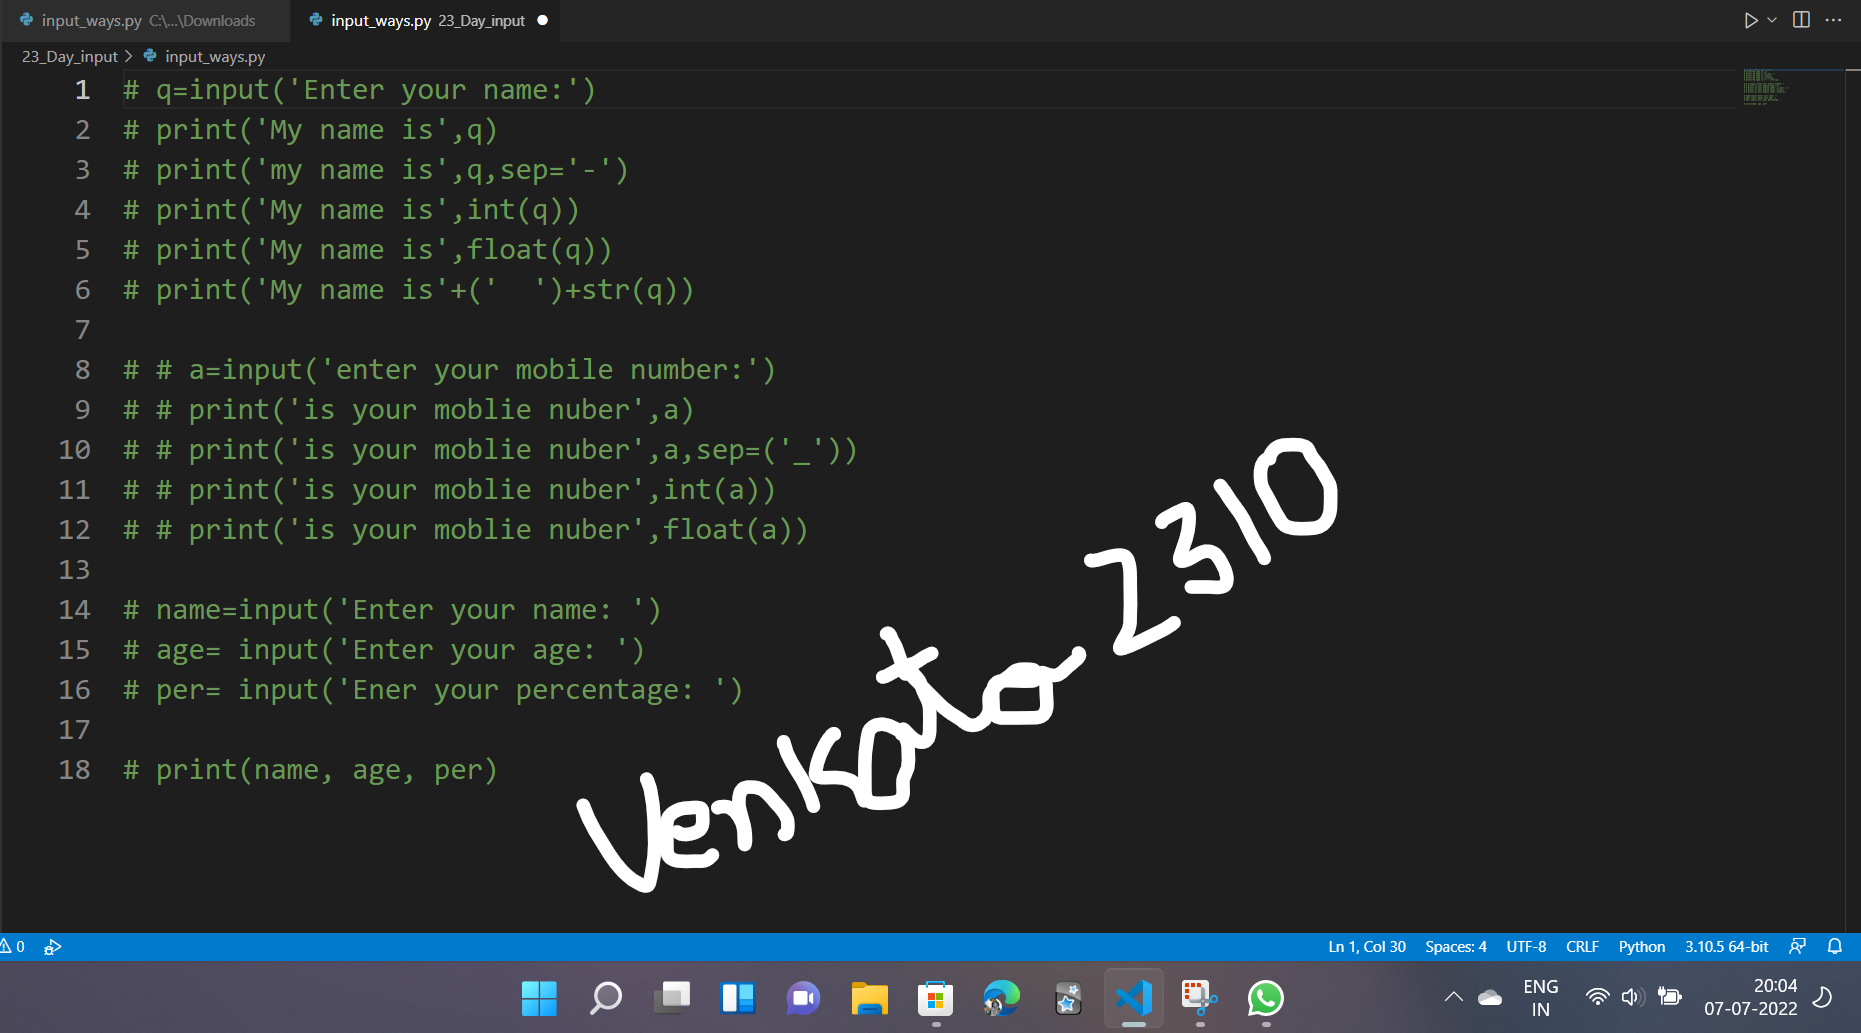 input_ways.py C:\...\Downloads input_ways.py 23_Day_input
23_Day_input > input_ways.py
1 # q=input('Enter your name:')
2 # print('My name is',q)
3 # print('my name is',q,sep='-')
4 # print('My name is',int(q))
5 # print('My name is',float(q))
6 # print('My name is'+('  ')+str(q))
7
8 # # a=input('enter your mobile number:')
9 # # print('is your moblie nuber',a)
10 # # print('is your moblie nuber',a,sep=('_'))
11 # # print('is your moblie nuber',int(a))
12 # # print('is your moblie nuber',float(a))
13
14 # name=input('Enter your name: ')
15 # age= input('Enter your age: ')
16 # per= input('Ener your percentage: ')
17
18 # print(name, age, per)
Venkata 2310
0 Ln 1, Col 30 Spaces: 4 UTF-8 CRLF Python 3.10.5 64-bit
ENG 20:04
IN 07-07-2022